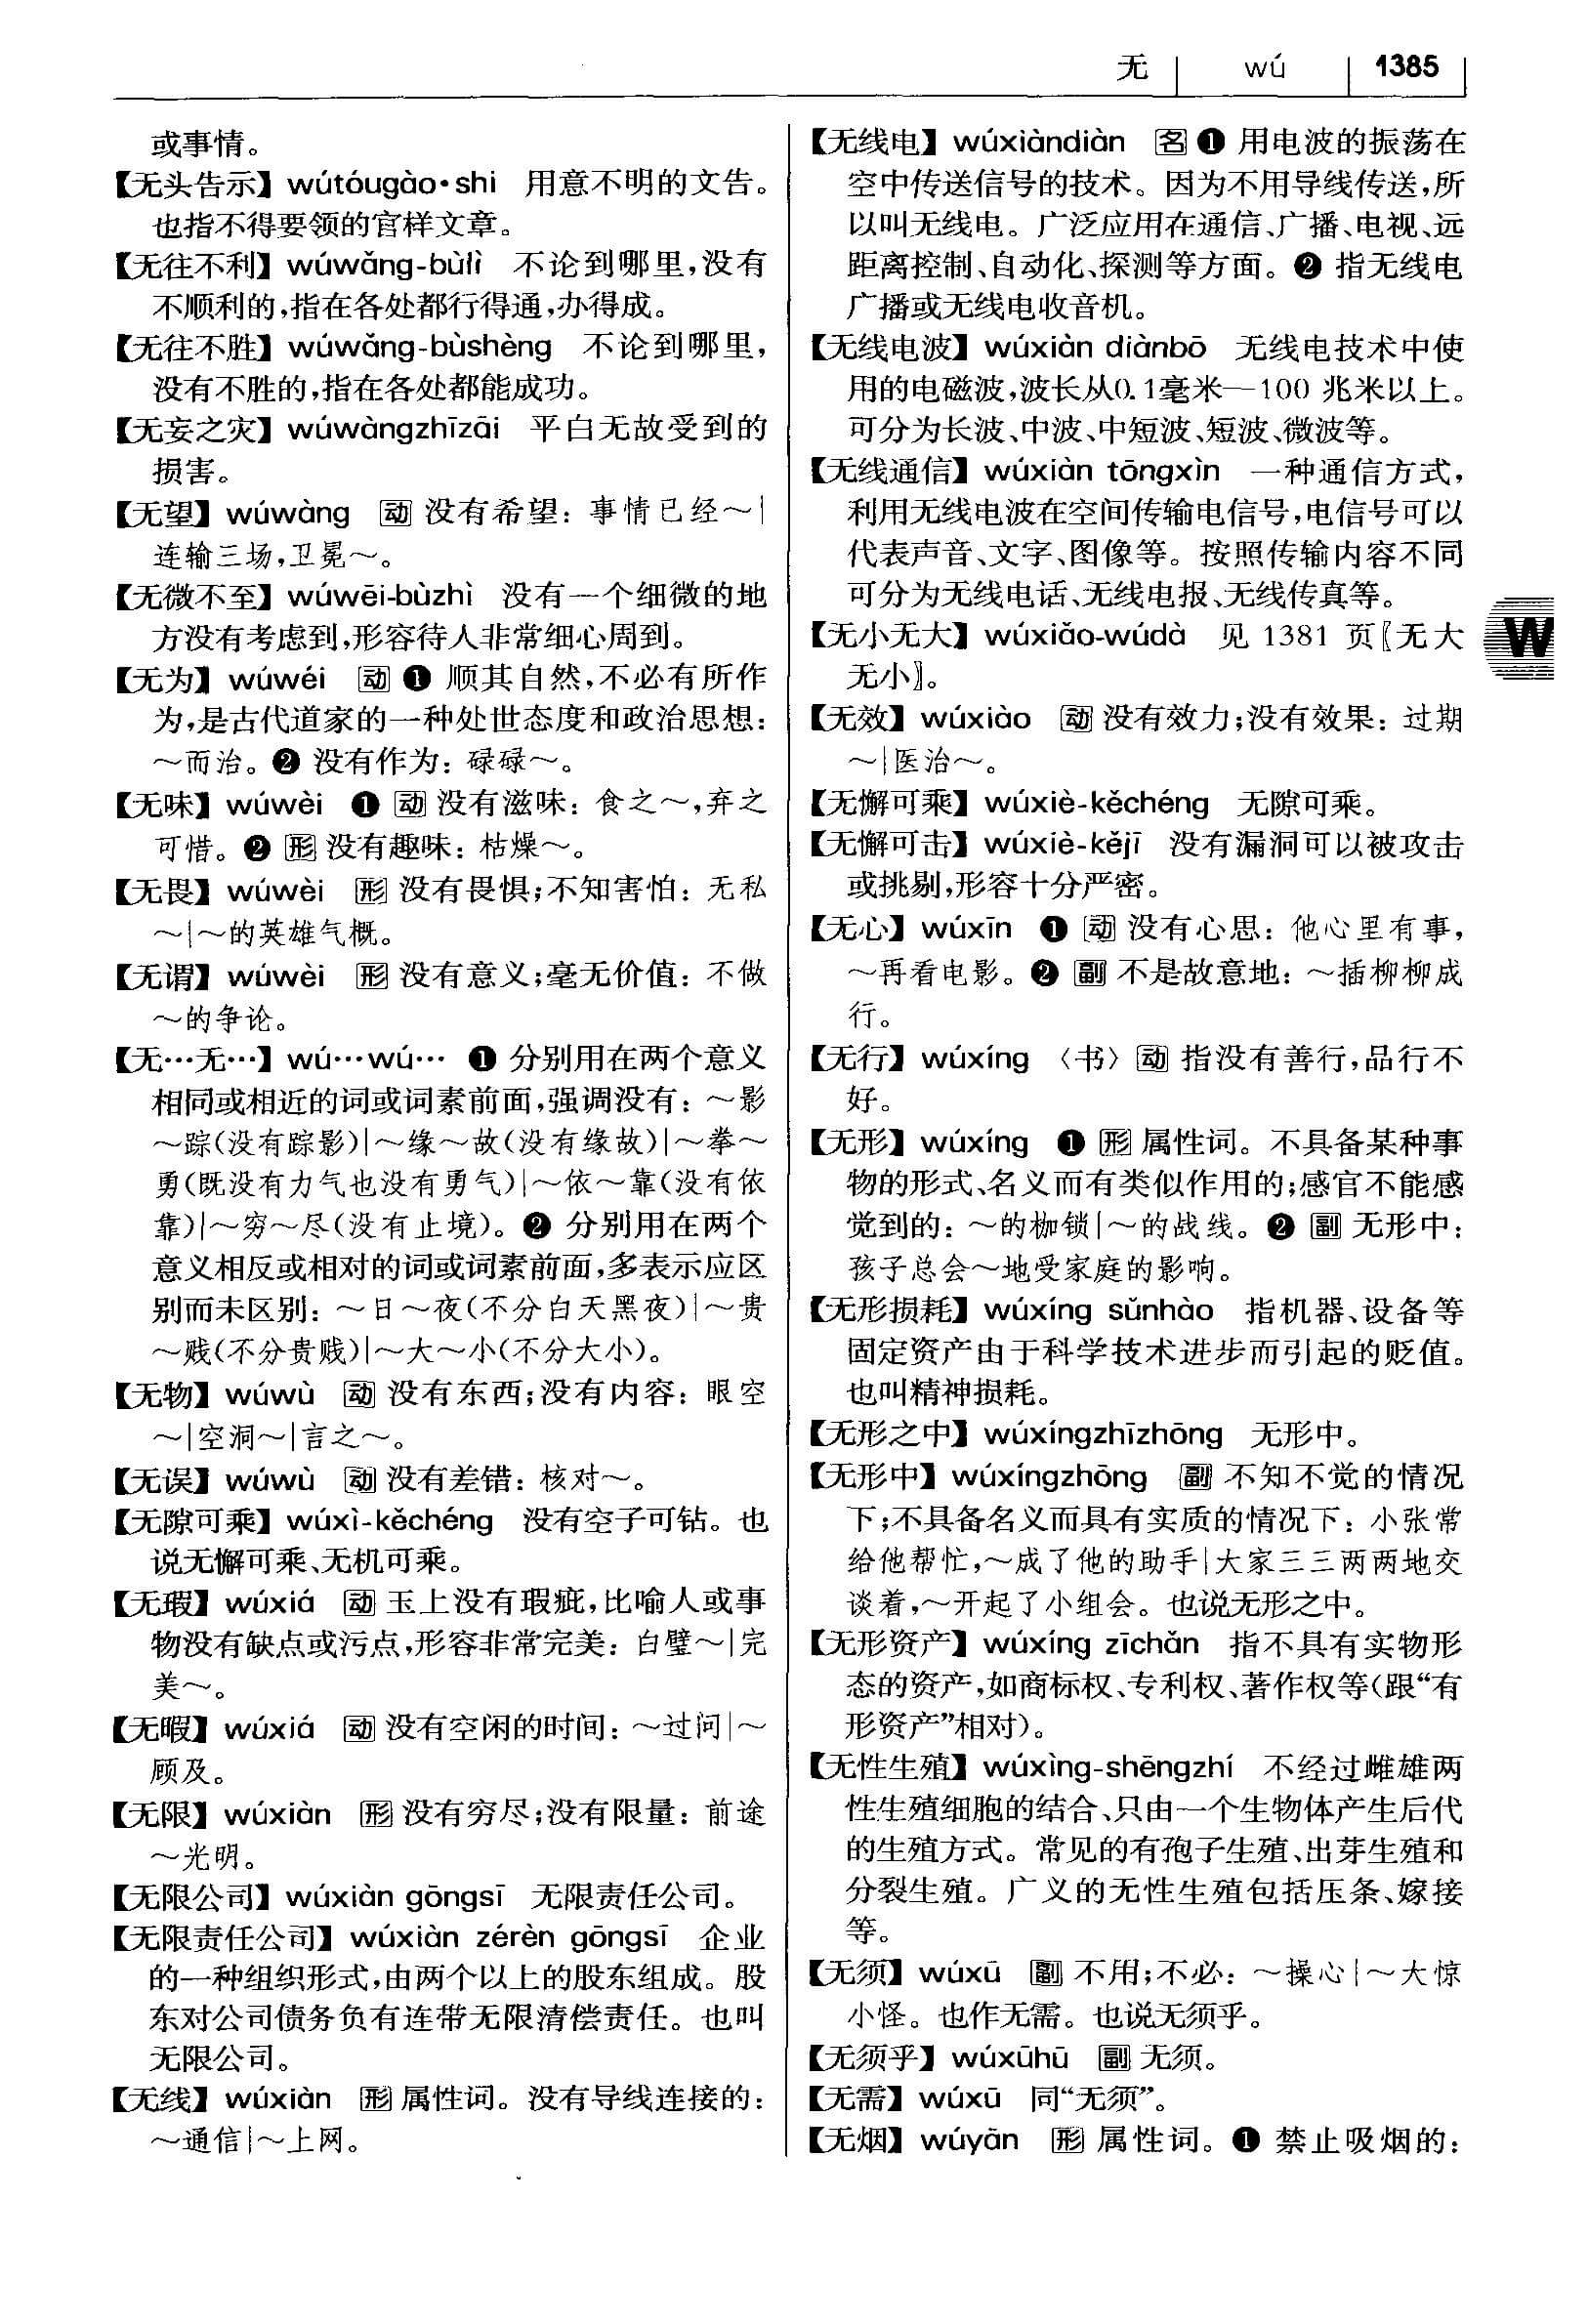 无 wú 1385
或事情。
【无头告示】wútóugào·shi 用意不明的文告。
也指不得要领的官样文章。
【无往不利】wúwǎng-bùlì 不论到哪里,没有
不顺利的,指在各处都行得通,办得成。
【无往不胜】wúwǎng-bùshèng 不论到哪里,
没有不胜的,指在各处都能成功。
【无妄之灾】wúwàngzhīzāi 平白无故受到的
损害。
【无望】wúwàng 动 没有希望:事情已经～|
连输三场,卫冕～。
【无微不至】wúwēi-bùzhì 没有一个细微的地
方没有考虑到,形容待人非常细心周到。
【无为】wúwéi 动 ❶ 顺其自然,不必有所作
为,是古代道家的一种处世态度和政治思想:
～而治。❷ 没有作为:碌碌～。
【无味】wúwèi ❶ 动 没有滋味:食之～,弃之
可惜。❷ 形 没有趣味:枯燥～。
【无畏】wúwèi 形 没有畏惧;不知害怕:无私
～|～的英雄气概。
【无谓】wúwèi 形 没有意义;毫无价值:不做
～的争论。
【无…无…】wú…wú… ❶ 分别用在两个意义
相同或相近的词或词素前面,强调没有:～影
～踪(没有踪影)|～缘～故(没有缘故)|～拳～
勇(既没有力气也没有勇气)|～依～靠(没有依
靠)|～穷～尽(没有止境)。❷ 分别用在两个
意义相反或相对的词或词素前面,多表示应区
别而未区别:～日～夜(不分白天黑夜)|～贵
～贱(不分贵贱)|～大～小(不分大小)。
【无物】wúwù 动 没有东西;没有内容:眼空
～|空洞～|言之～。
【无误】wúwù 动 没有差错:核对～。
【无隙可乘】wúxì-kěchéng 没有空子可钻。也
说无懈可乘、无机可乘。
【无瑕】wúxiá 动 玉上没有瑕疵,比喻人或事
物没有缺点或污点,形容非常完美:白璧～|完
美～。
【无暇】wúxiá 动 没有空闲的时间:～过问|～
顾及。
【无限】wúxiàn 形 没有穷尽;没有限量:前途
～光明。
【无限公司】wúxiàn gōngsī 无限责任公司。
【无限责任公司】wúxiàn zérèn gōngsī 企业
的一种组织形式,由两个以上的股东组成。股
东对公司债务负有连带无限清偿责任。也叫
无限公司。
【无线】wúxiàn 形 属性词。没有导线连接的:
～通信|～上网。
【无线电】wúxiàndiàn 名 ❶ 用电波的振荡在
空中传送信号的技术。因为不用导线传送,所
以叫无线电。广泛应用在通信、广播、电视、远
距离控制、自动化、探测等方面。❷ 指无线电
广播或无线电收音机。
【无线电波】wúxiàn diànbō 无线电技术中使
用的电磁波,波长从0.1毫米—100 兆米以上。
可分为长波、中波、中短波、短波、微波等。
【无线通信】wúxiàn tōngxìn 一种通信方式,
利用无线电波在空间传输电信号,电信号可以
代表声音、文字、图像等。按照传输内容不同
可分为无线电话、无线电报、无线传真等。
【无小无大】wúxiǎo-wúdà 见 1381 页〖无大
无小〗。
W
【无效】wúxiào 动 没有效力;没有效果:过期
～|医治～。
【无懈可乘】wúxiè-kěchéng 无隙可乘。
【无懈可击】wúxiè-kějī 没有漏洞可以被攻击
或挑剔,形容十分严密。
【无心】wúxīn ❶ 动 没有心思:他心里有事,
～再看电影。❷ 副 不是故意地:～插柳柳成
行。
【无行】wúxíng 〈书〉动 指没有善行,品行不
好。
【无形】wúxíng ❶ 形 属性词。不具备某种事
物的形式、名义而有类似作用的;感官不能感
觉到的:～的枷锁|～的战线。❷ 副 无形中:
孩子总会～地受家庭的影响。
【无形损耗】wúxíng sǔnhào 指机器、设备等
固定资产由于科学技术进步而引起的贬值。
也叫精神损耗。
【无形之中】wúxíngzhīzhōng 无形中。
【无形中】wúxíngzhōng 副 不知不觉的情况
下;不具备名义而具有实质的情况下:小张常
给他帮忙,～成了他的助手|大家三三两两地交
谈着,～开起了小组会。也说无形之中。
【无形资产】wúxíng zīchǎn 指不具有实物形
态的资产,如商标权、专利权、著作权等(跟“有
形资产”相对)。
【无性生殖】wúxìng-shēngzhí 不经过雌雄两
性生殖细胞的结合、只由一个生物体产生后代
的生殖方式。常见的有孢子生殖、出芽生殖和
分裂生殖。广义的无性生殖包括压条、嫁接
等。
【无须】wúxū 副 不用;不必:～操心|～大惊
小怪。也作无需。也说无须乎。
【无须乎】wúxūhū 副 无须。
【无需】wúxū 同“无须”。
【无烟】wúyān 形 属性词。❶ 禁止吸烟的: